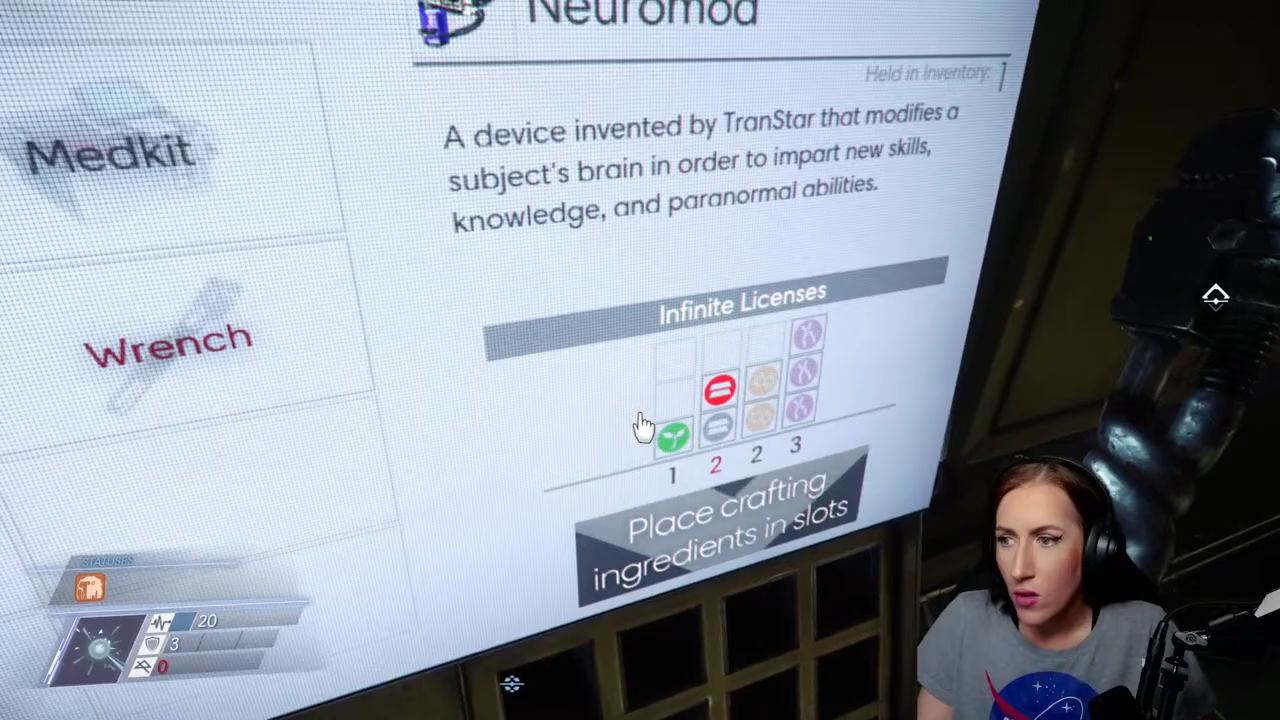 Neuromod
Held in Inventory: 1
A device invented by TranStar that modifies a
subject's brain in order to impart new skills,
knowledge, and paranormal abilities.
Medkit
Wrench
Infinite Licenses
1 2 2 3
Place crafting
ingredients in slots
STATUSES
20
3
0